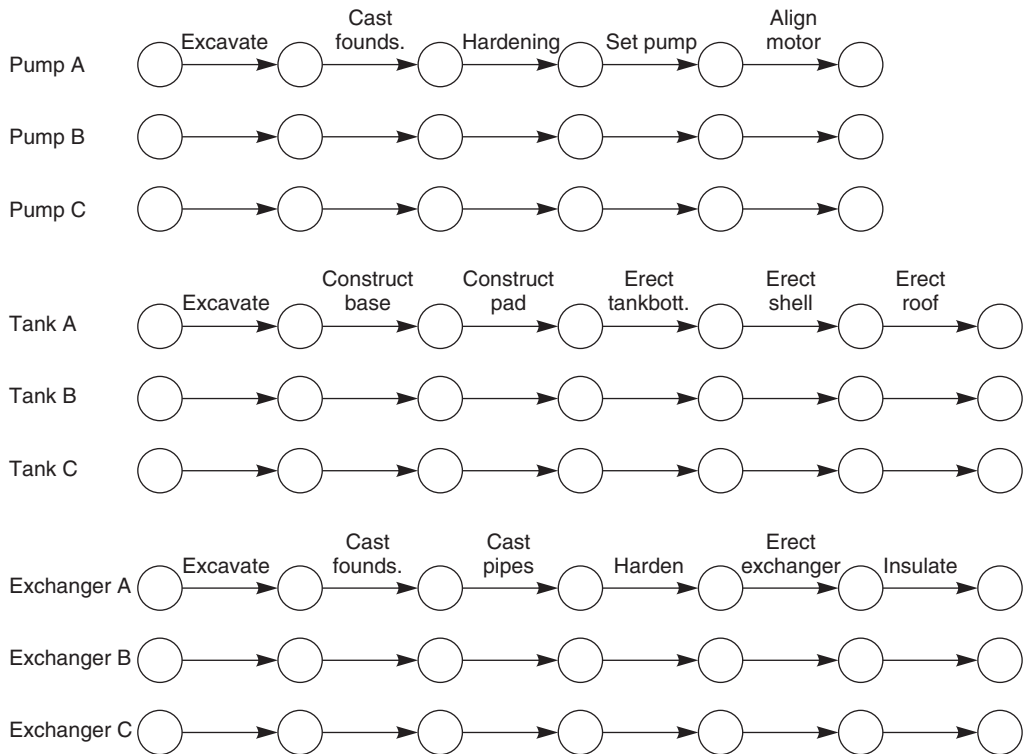 Pump A
Excavate
Cast
founds.
Hardening
Set pump
Align
motor
Pump B
Pump C
Tank A
Excavate
Construct
base
Construct
pad
Erect
tankbott.
Erect
shell
Erect
roof
Tank B
Tank C
Exchanger A
Excavate
Cast
founds.
Cast
pipes
Harden
Erect
exchanger
Insulate
Exchanger B
Exchanger C